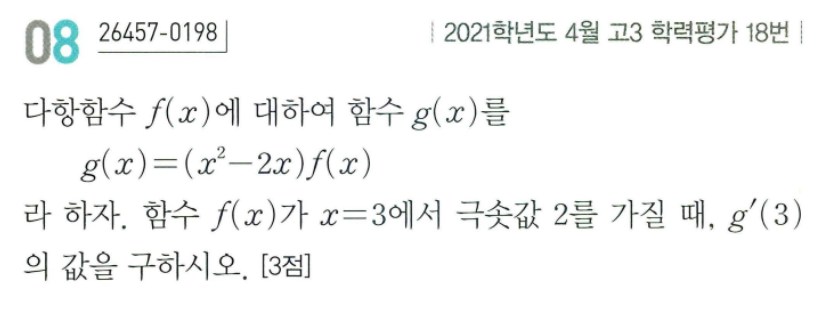 08 26457-0198 | 2021학년도 4월 고3 학력평가 18번 |
다항함수 f(x)에 대하여 함수 g(x)를
g(x)=(x²-2x)f(x)
라 하자. 함수 f(x)가 x=3에서 극솟값 2를 가질 때, g′(3)
의 값을 구하시오. [3점]